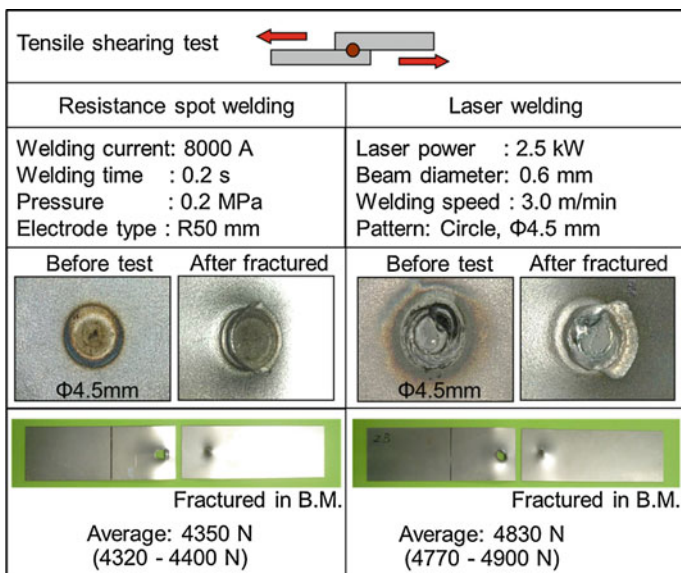 Tensile shearing test
Resistance spot welding
Laser welding
Welding current: 8000 A
Welding time : 0.2 s
Pressure : 0.2 MPa
Electrode type : R50 mm
Laser power : 2.5 kW
Beam diameter: 0.6 mm
Welding speed : 3.0 m/min
Pattern: Circle, Φ4.5 mm
Before test
After fractured
Before test
After fractured
Φ4.5mm
Φ4.5mm
Fractured in B.M.
Fractured in B.M.
Average: 4350 N
(4320 - 4400 N)
Average: 4830 N
(4770 - 4900 N)